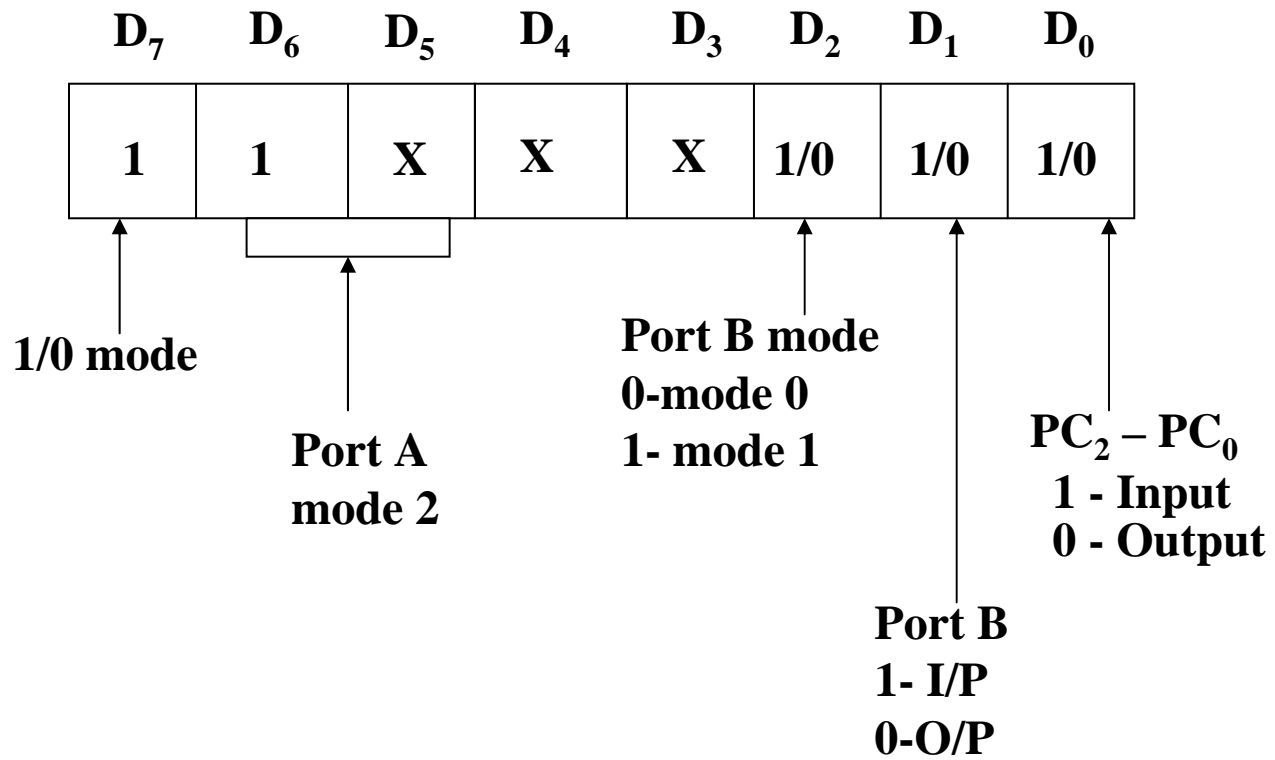 D₇ D₆ D₅ D₄ D₃ D₂ D₁ D₀
1 1 X X X 1/0 1/0 1/0
1/0 mode
Port A
mode 2
Port B mode
0-mode 0
1- mode 1
PC₂ – PC₀
1 - Input
0 - Output
Port B
1- I/P
0-O/P